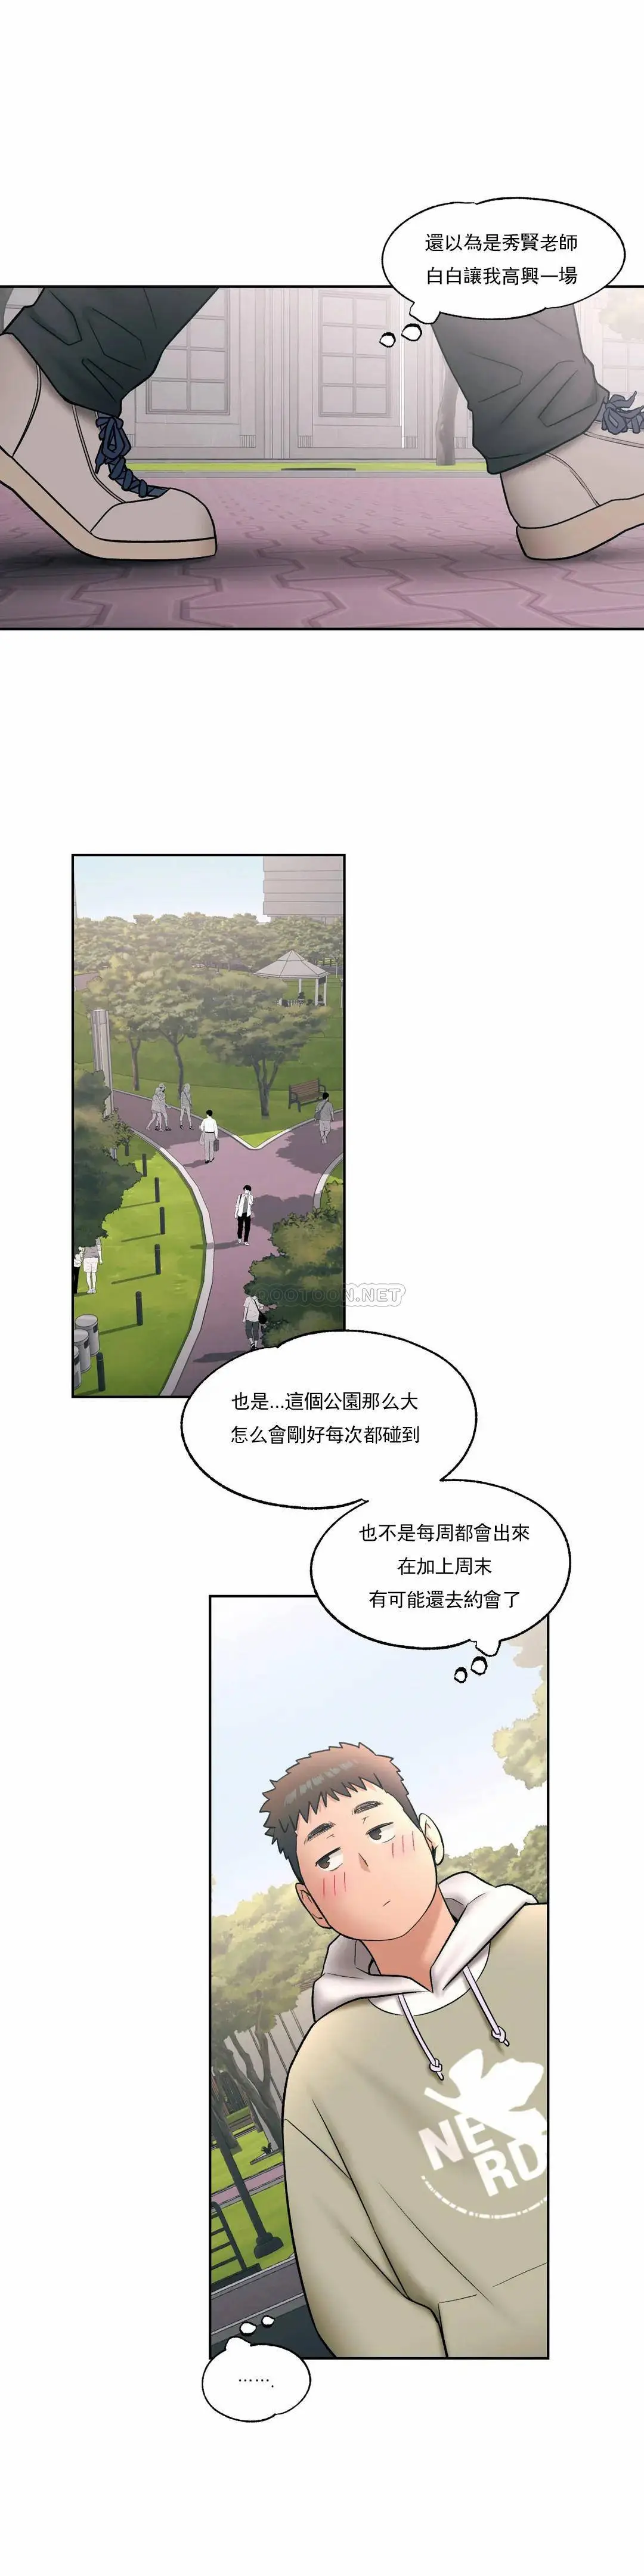 還以為是秀賢老師
白白讓我高興一場
TOON.NET
也是...這個公園那么大
怎么會剛好每次都碰到
也不是每周都會出來
在加上周末
有可能還去約會了
NE
RD
.......